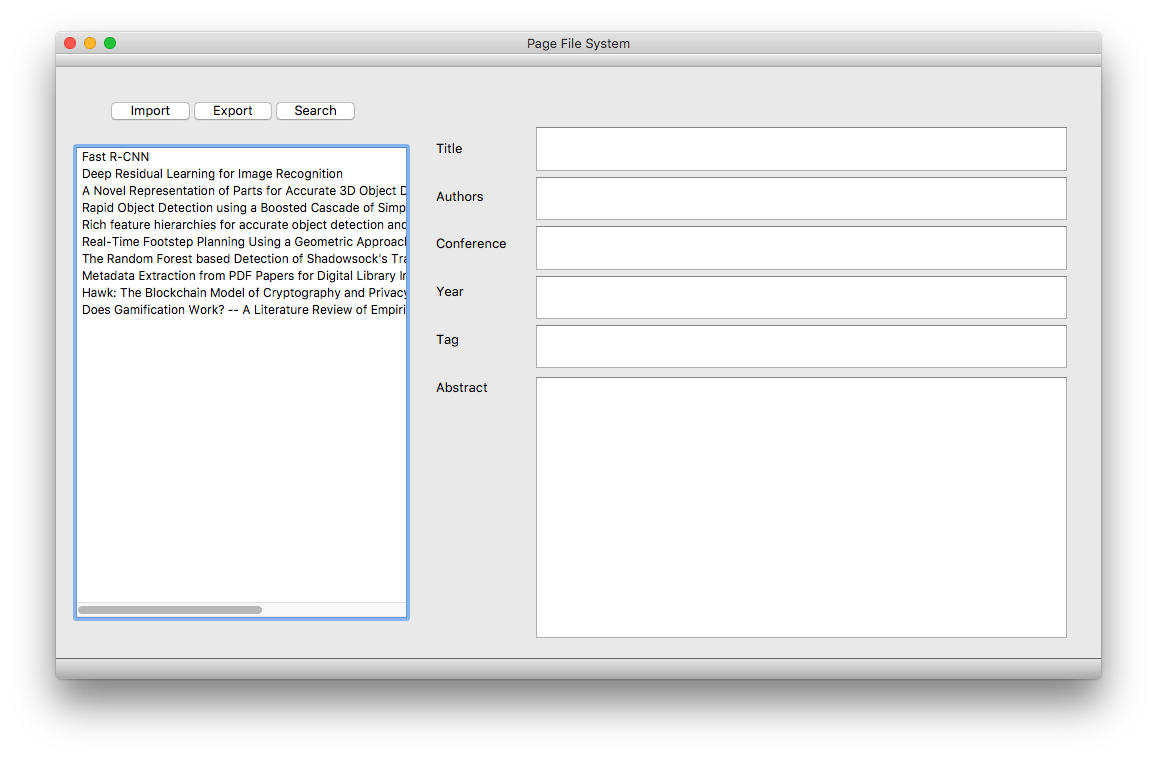 Page File System
Import Export Search
Fast R-CNN
Deep Residual Learning for Image Recognition
A Novel Representation of Parts for Accurate 3D Object D
Rapid Object Detection using a Boosted Cascade of Simp
Rich feature hierarchies for accurate object detection and
Real-Time Footstep Planning Using a Geometric Approach
The Random Forest based Detection of Shadowsock's Tra
Metadata Extraction from PDF Papers for Digital Library In
Hawk: The Blockchain Model of Cryptography and Privacy
Does Gamification Work? -- A Literature Review of Empiri
Title
Authors
Conference
Year
Tag
Abstract